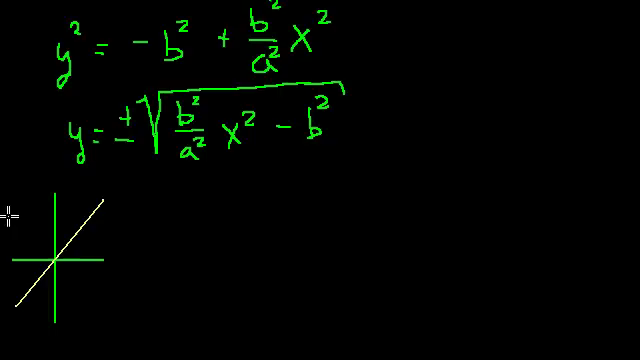 y² = - b² + b²/a² x²
y = ± √(b²/a² x² - b²)